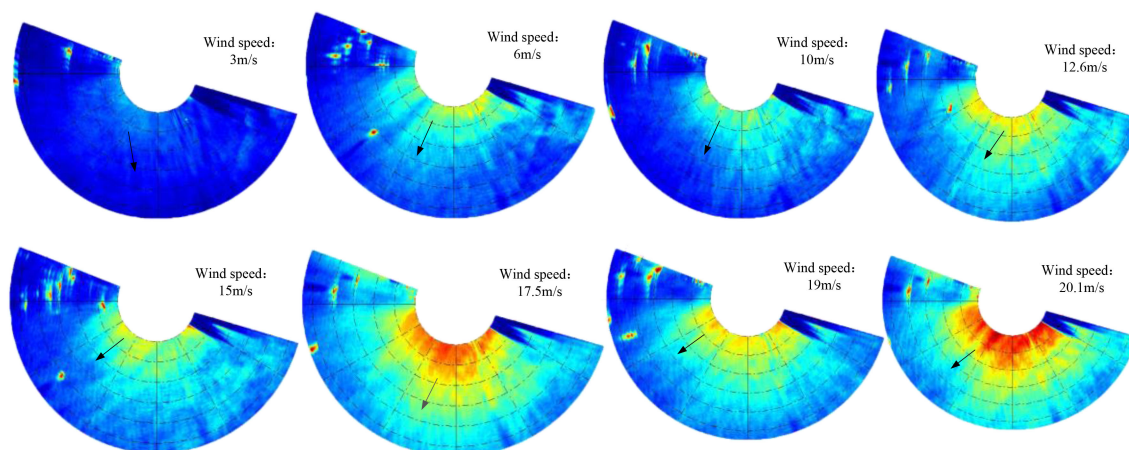 Wind speed：
3m/s
Wind speed：
6m/s
Wind speed：
10m/s
Wind speed：
12.6m/s
Wind speed：
15m/s
Wind speed：
17.5m/s
Wind speed：
19m/s
Wind speed：
20.1m/s